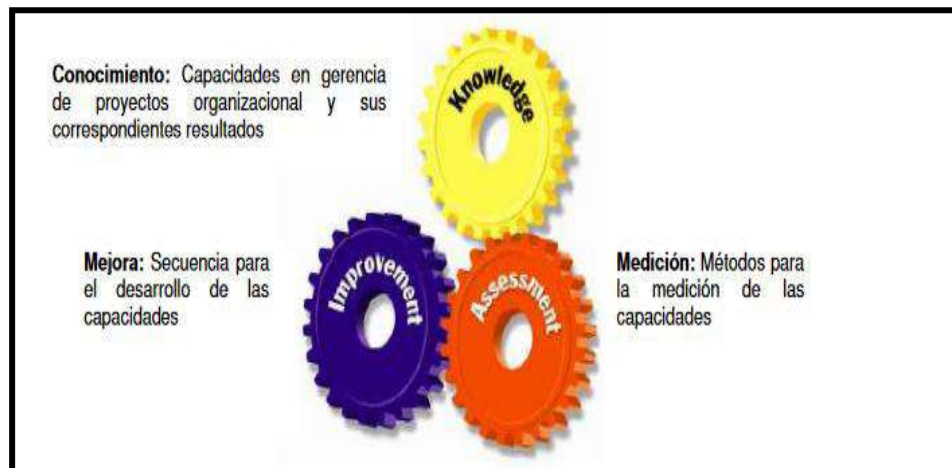 Conocimiento: Capacidades en gerencia
de proyectos organizacional y sus
correspondientes resultados
Knowledge
Mejora: Secuencia para
el desarrollo de las
capacidades
Improvement
Assessment
Medición: Métodos para
la medición de las
capacidades